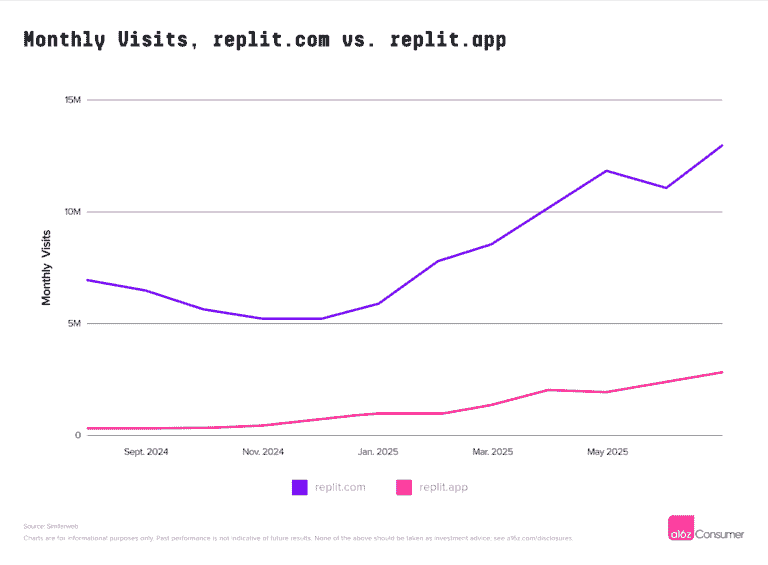 Monthly Visits, replit.com vs. replit.app
15M
10M
Monthly Visits
5M
0
Sept. 2024 Nov. 2024 Jan. 2025 Mar. 2025 May 2025
replit.com replit.app
Source: Similarweb
Charts are for informational purposes only. Past performance is not indicative of future results. None of the above should be taken as investment advice; see a16z.com/disclosures.
a16z Consumer